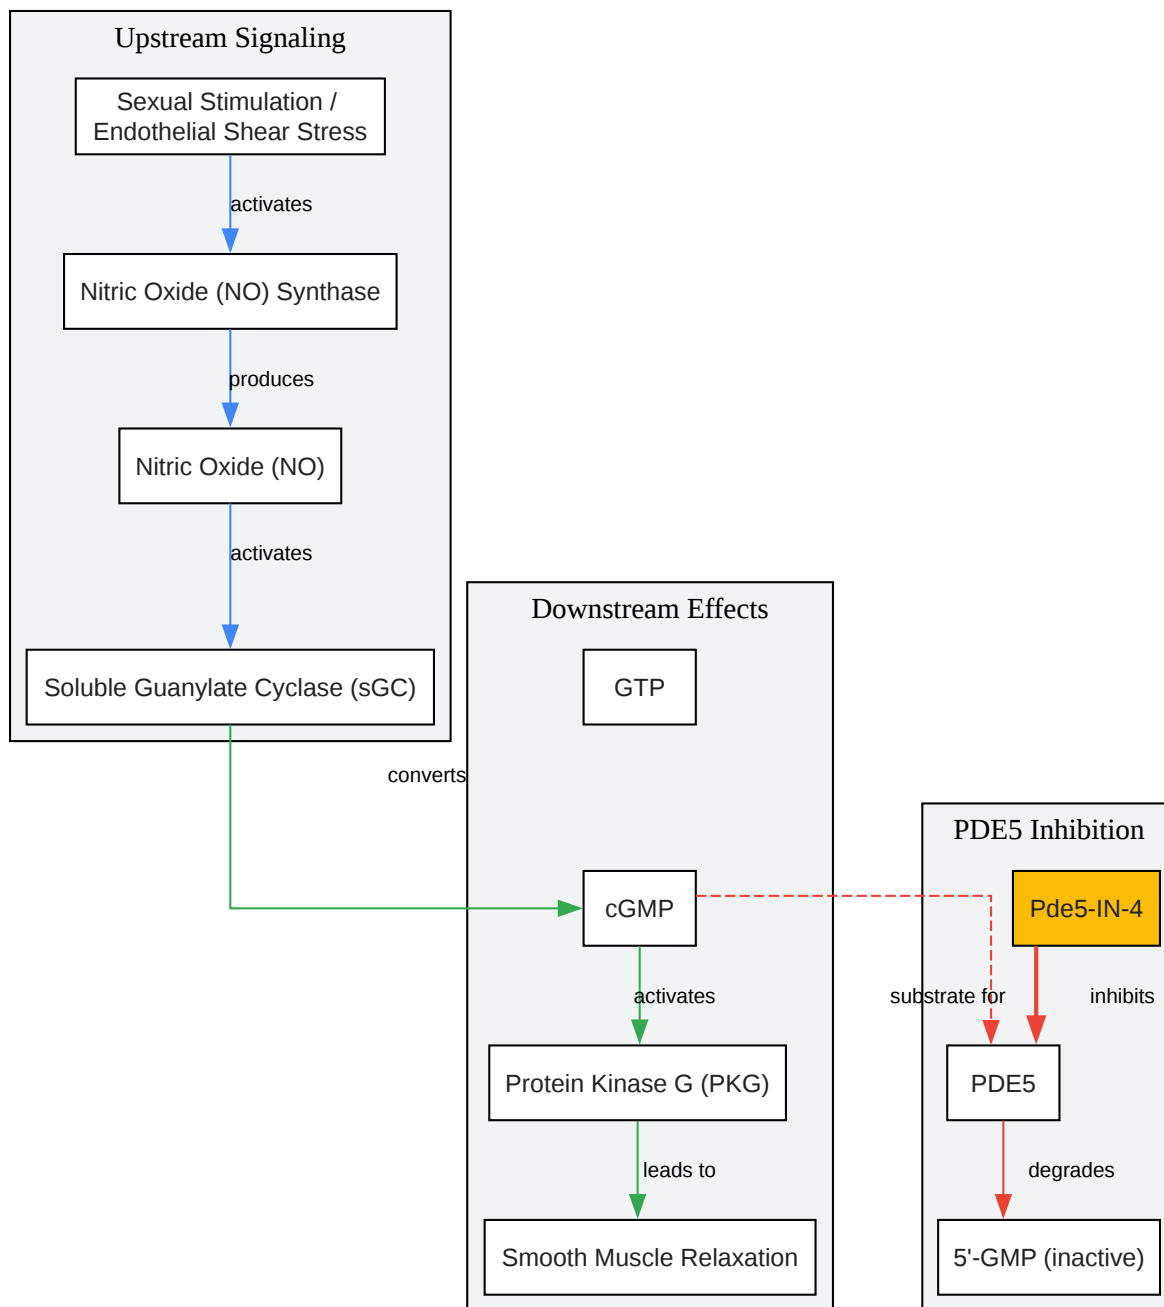 Upstream Signaling
Sexual Stimulation /
Endothelial Shear Stress
activates
Nitric Oxide (NO) Synthase
produces
Nitric Oxide (NO)
activates
Soluble Guanylate Cyclase (sGC)
converts
Downstream Effects
GTP
cGMP
activates
Protein Kinase G (PKG)
leads to
Smooth Muscle Relaxation
PDE5 Inhibition
Pde5-IN-4
substrate for
inhibits
PDE5
degrades
5'-GMP (inactive)